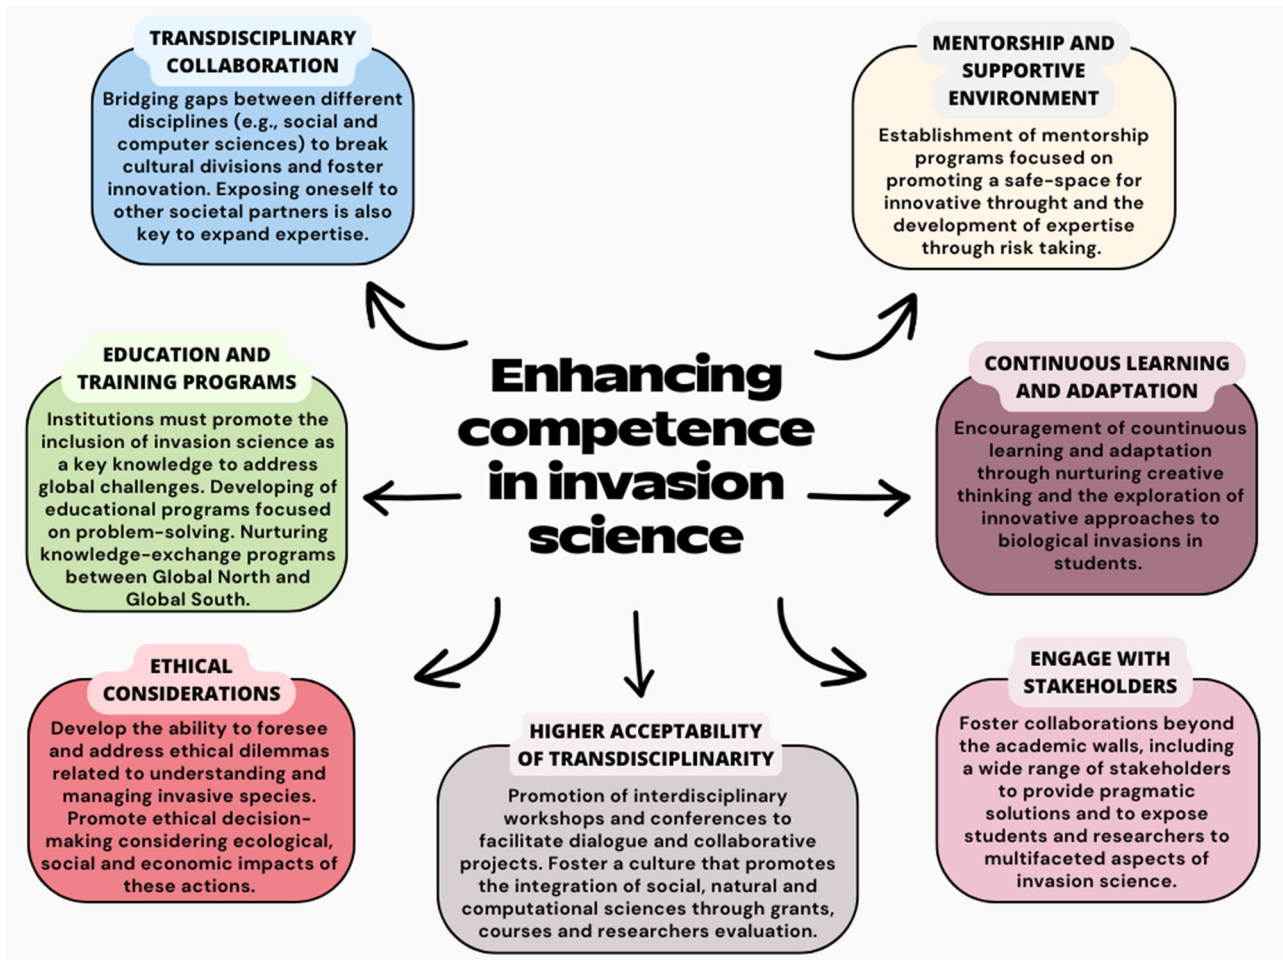 TRANSDISCIPLINARY
COLLABORATION
Bridging gaps between different
disciplines (e.g., social and
computer sciences) to break
cultural divisions and foster
innovation. Exposing oneself to
other societal partners is also
key to expand expertise.
MENTORSHIP AND
SUPPORTIVE
ENVIRONMENT
Establishment of mentorship
programs focused on
promoting a safe-space for
innovative throught and the
development of expertise
through risk taking.
EDUCATION AND
TRAINING PROGRAMS
Institutions must promote the
inclusion of invasion science as
a key knowledge to address
global challenges. Developing of
educational programs focused
on problem-solving. Nurturing
knowledge-exchange programs
between Global North and
Global South.
Enhancing
competence
in invasion
science
CONTINUOUS LEARNING
AND ADAPTATION
Encouragement of countinuous
learning and adaptation
through nurturing creative
thinking and the exploration of
innovative approaches to
biological invasions in
students.
ETHICAL
CONSIDERATIONS
Develop the ability to foresee
and address ethical dilemmas
related to understanding and
managing invasive species.
Promote ethical decision-
making considering ecological,
social and economic impacts of
these actions.
HIGHER ACCEPTABILITY
OF TRANSDISCIPLINARITY
Promotion of interdisciplinary
workshops and conferences to
facilitate dialogue and collaborative
projects. Foster a culture that promotes
the integration of social, natural and
computational sciences through grants,
courses and researchers evaluation.
ENGAGE WITH
STAKEHOLDERS
Foster collaborations beyond
the academic walls, including
a wide range of stakeholders
to provide pragmatic
solutions and to expose
students and researchers to
multifaceted aspects of
invasion science.